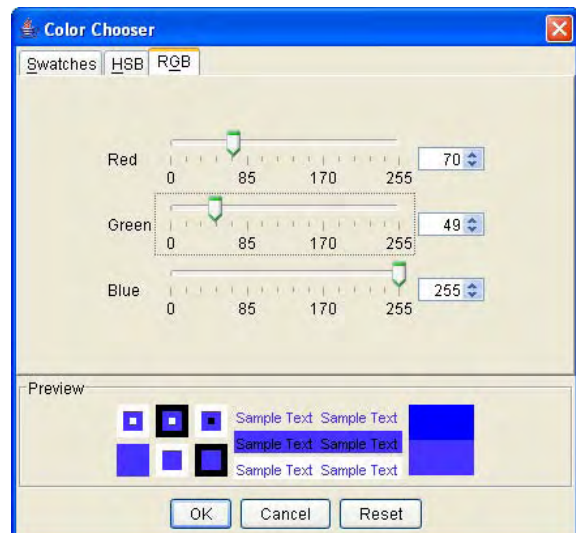 Color Chooser
Swatches HSB RGB
Red 70
0 85 170 255
Green 49
0 85 170 255
Blue 255
0 85 170 255
Preview
Sample Text Sample Text
Sample Text Sample Text
Sample Text Sample Text
OK Cancel Reset